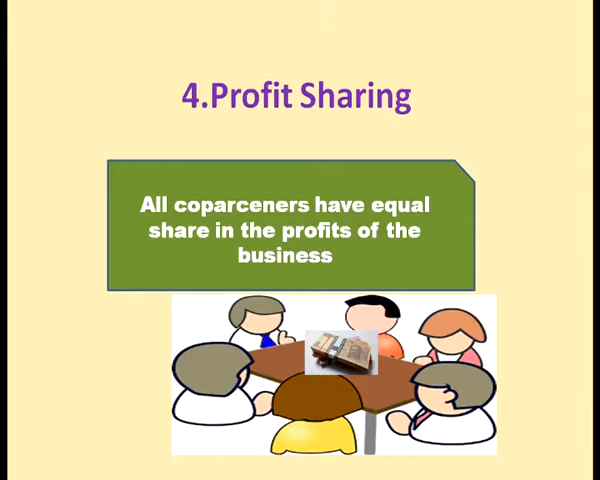 4.Profit Sharing
All coparceners have equal
share in the profits of the
business